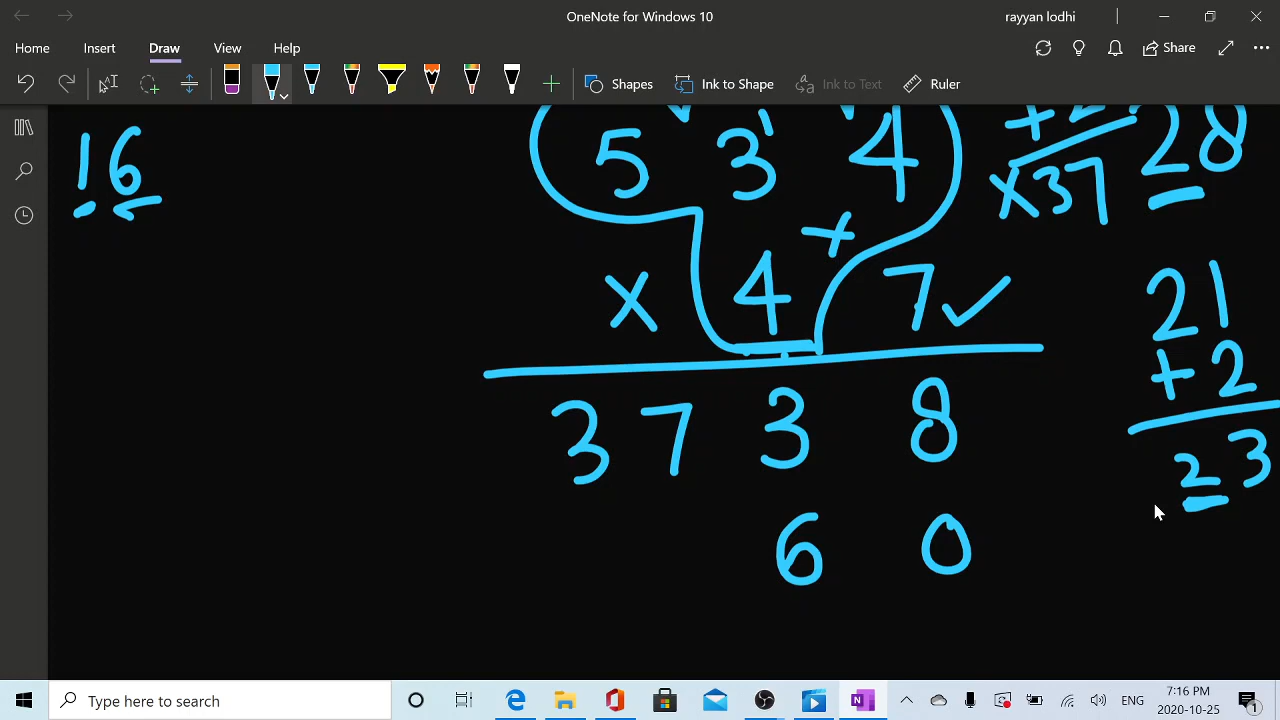 OneNote for Windows 10
rayyan lodhi
Home Insert Draw View Help
Share
Shapes
Ink to Shape
Ink to Text
Ruler
16
5 3 4
x 4 7
3 7 3 8
6 0
+2
x37
28
21
+2
23
Type here to search
ENG
7:16 PM
2020-10-25
1